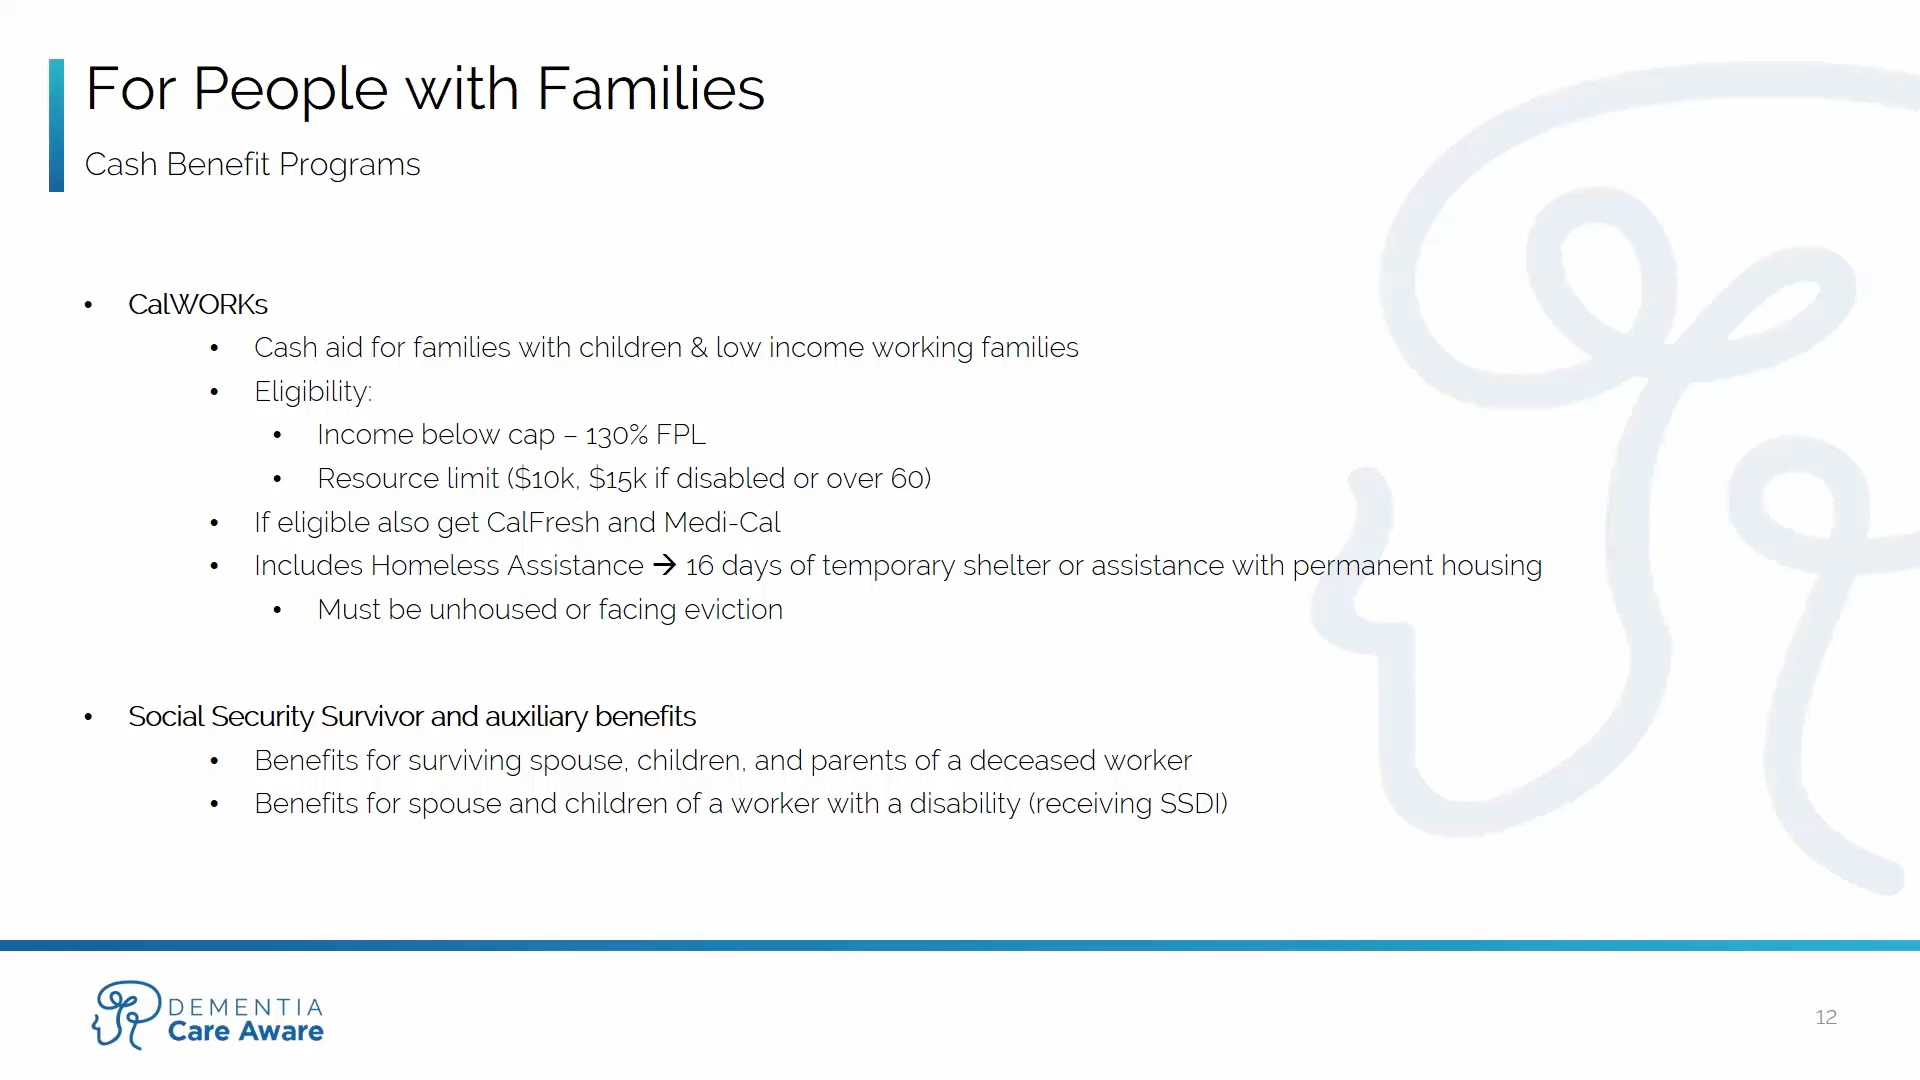 For People with Families
Cash Benefit Programs
• CalWORKs
• Cash aid for families with children & low income working families
• Eligibility:
• Income below cap – 130% FPL
• Resource limit ($10k, $15k if disabled or over 60)
• If eligible also get CalFresh and Medi-Cal
• Includes Homeless Assistance → 16 days of temporary shelter or assistance with permanent housing
• Must be unhoused or facing eviction
• Social Security Survivor and auxiliary benefits
• Benefits for surviving spouse, children, and parents of a deceased worker
• Benefits for spouse and children of a worker with a disability (receiving SSDI)
DEMENTIA
Care Aware
12